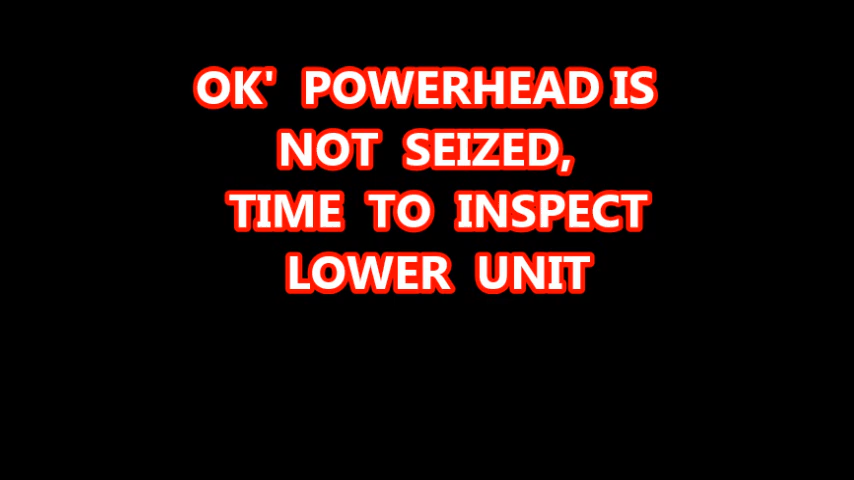 OK' POWERHEAD IS
NOT SEIZED,
TIME TO INSPECT
LOWER UNIT